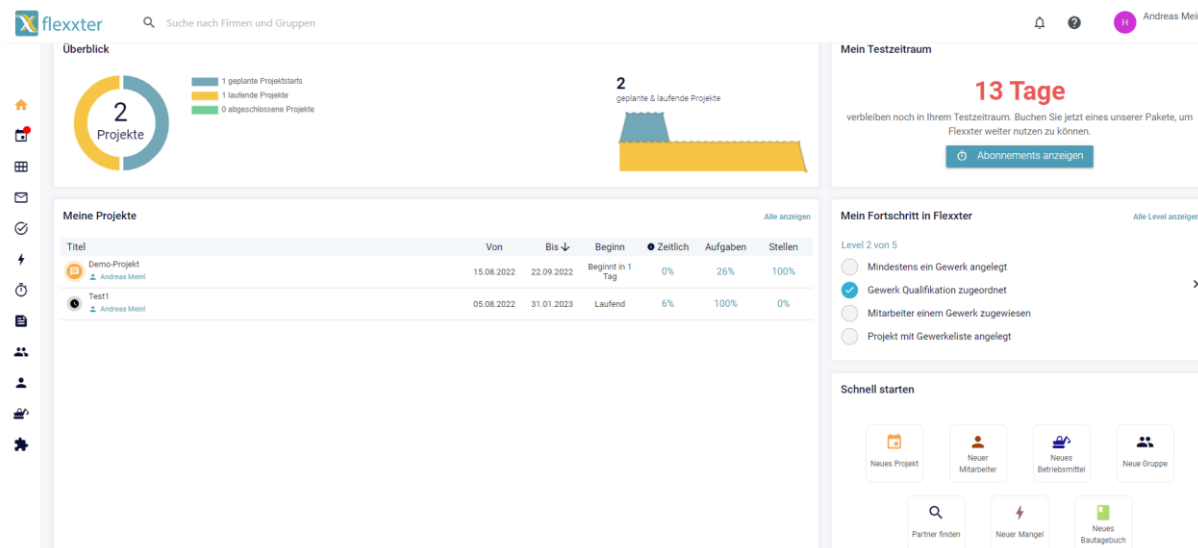 flexxter
Suche nach Firmen und Gruppen
H
Andreas Mein
Überblick
2
Projekte
1 geplante Projektstarts
1 laufende Projekte
0 abgeschlossene Projekte
2
geplante & laufende Projekte
Mein Testzeitraum
13 Tage
verbleiben noch in Ihrem Testzeitraum. Buchen Sie jetzt eines unserer Pakete, um
Flexxter weiter nutzen zu können.
Abonnements anzeigen
Meine Projekte
Alle anzeigen
Titel Von Bis Beginn Zeitlich Aufgaben Stellen
Demo-Projekt
Andreas Meinl
15.08.2022 22.09.2022 Beginnt in 1 Tag 0% 26% 100%
Test1
Andreas Meinl
05.08.2022 31.01.2023 Laufend 6% 100% 0%
Mein Fortschritt in Flexxter
Alle Level anzeigen
Level 2 von 5
Mindestens ein Gewerk angelegt
Gewerk Qualifikation zugeordnet
Mitarbeiter einem Gewerk zugewiesen
Projekt mit Gewerkeliste angelegt
Schnell starten
Neues Projekt
Neuer
Mitarbeiter
Neues
Betriebsmittel
Neue Gruppe
Partner finden
Neuer Mangel
Neues
Bautagebuch